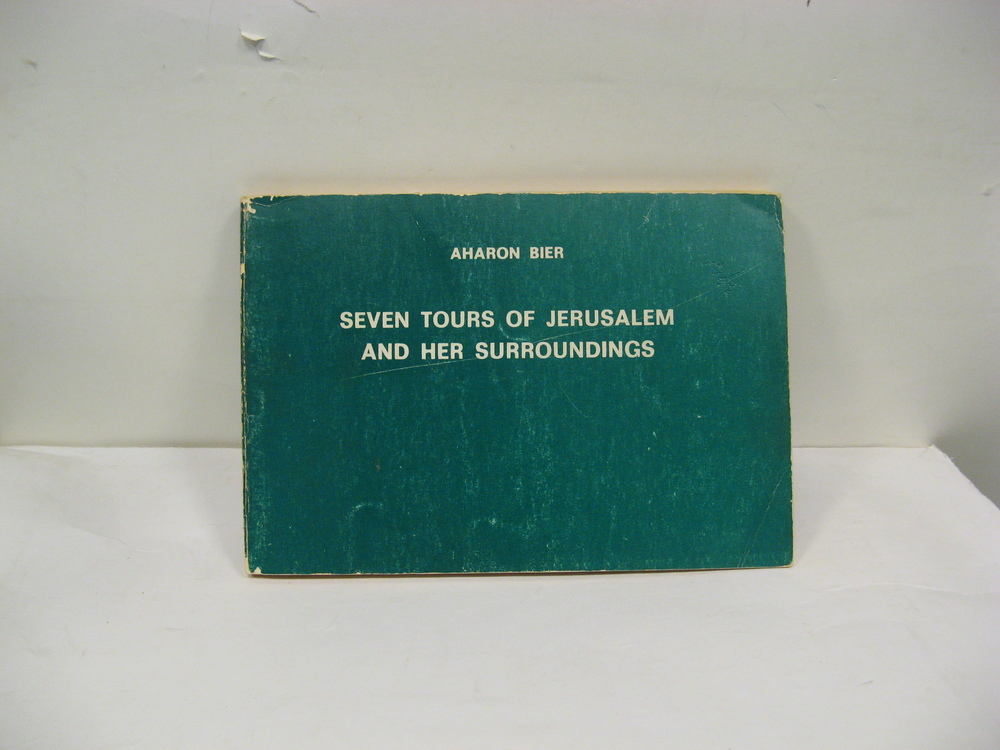 AHARON BIER
SEVEN TOURS OF JERUSALEM
AND HER SURROUNDINGS